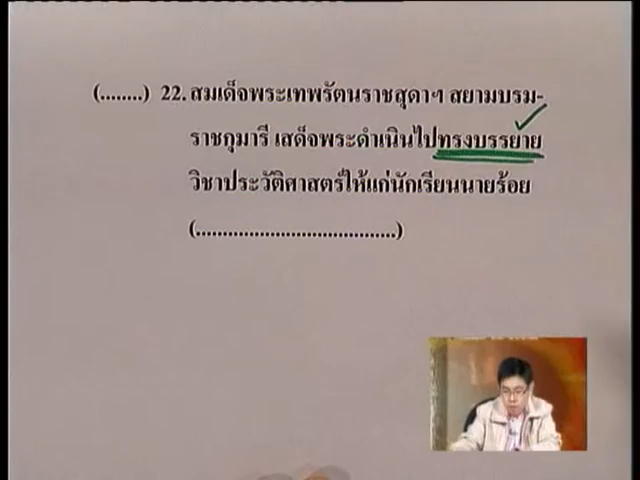 (........) 22. สมเด็จพระเทพรัตนราชสุดาฯ สยามบรม-
ราชกุมารี เสด็จพระดำเนินไปทรงบรรยาย
วิชาประวัติศาสตร์ให้แก่นักเรียนนายร้อย
(......................................)